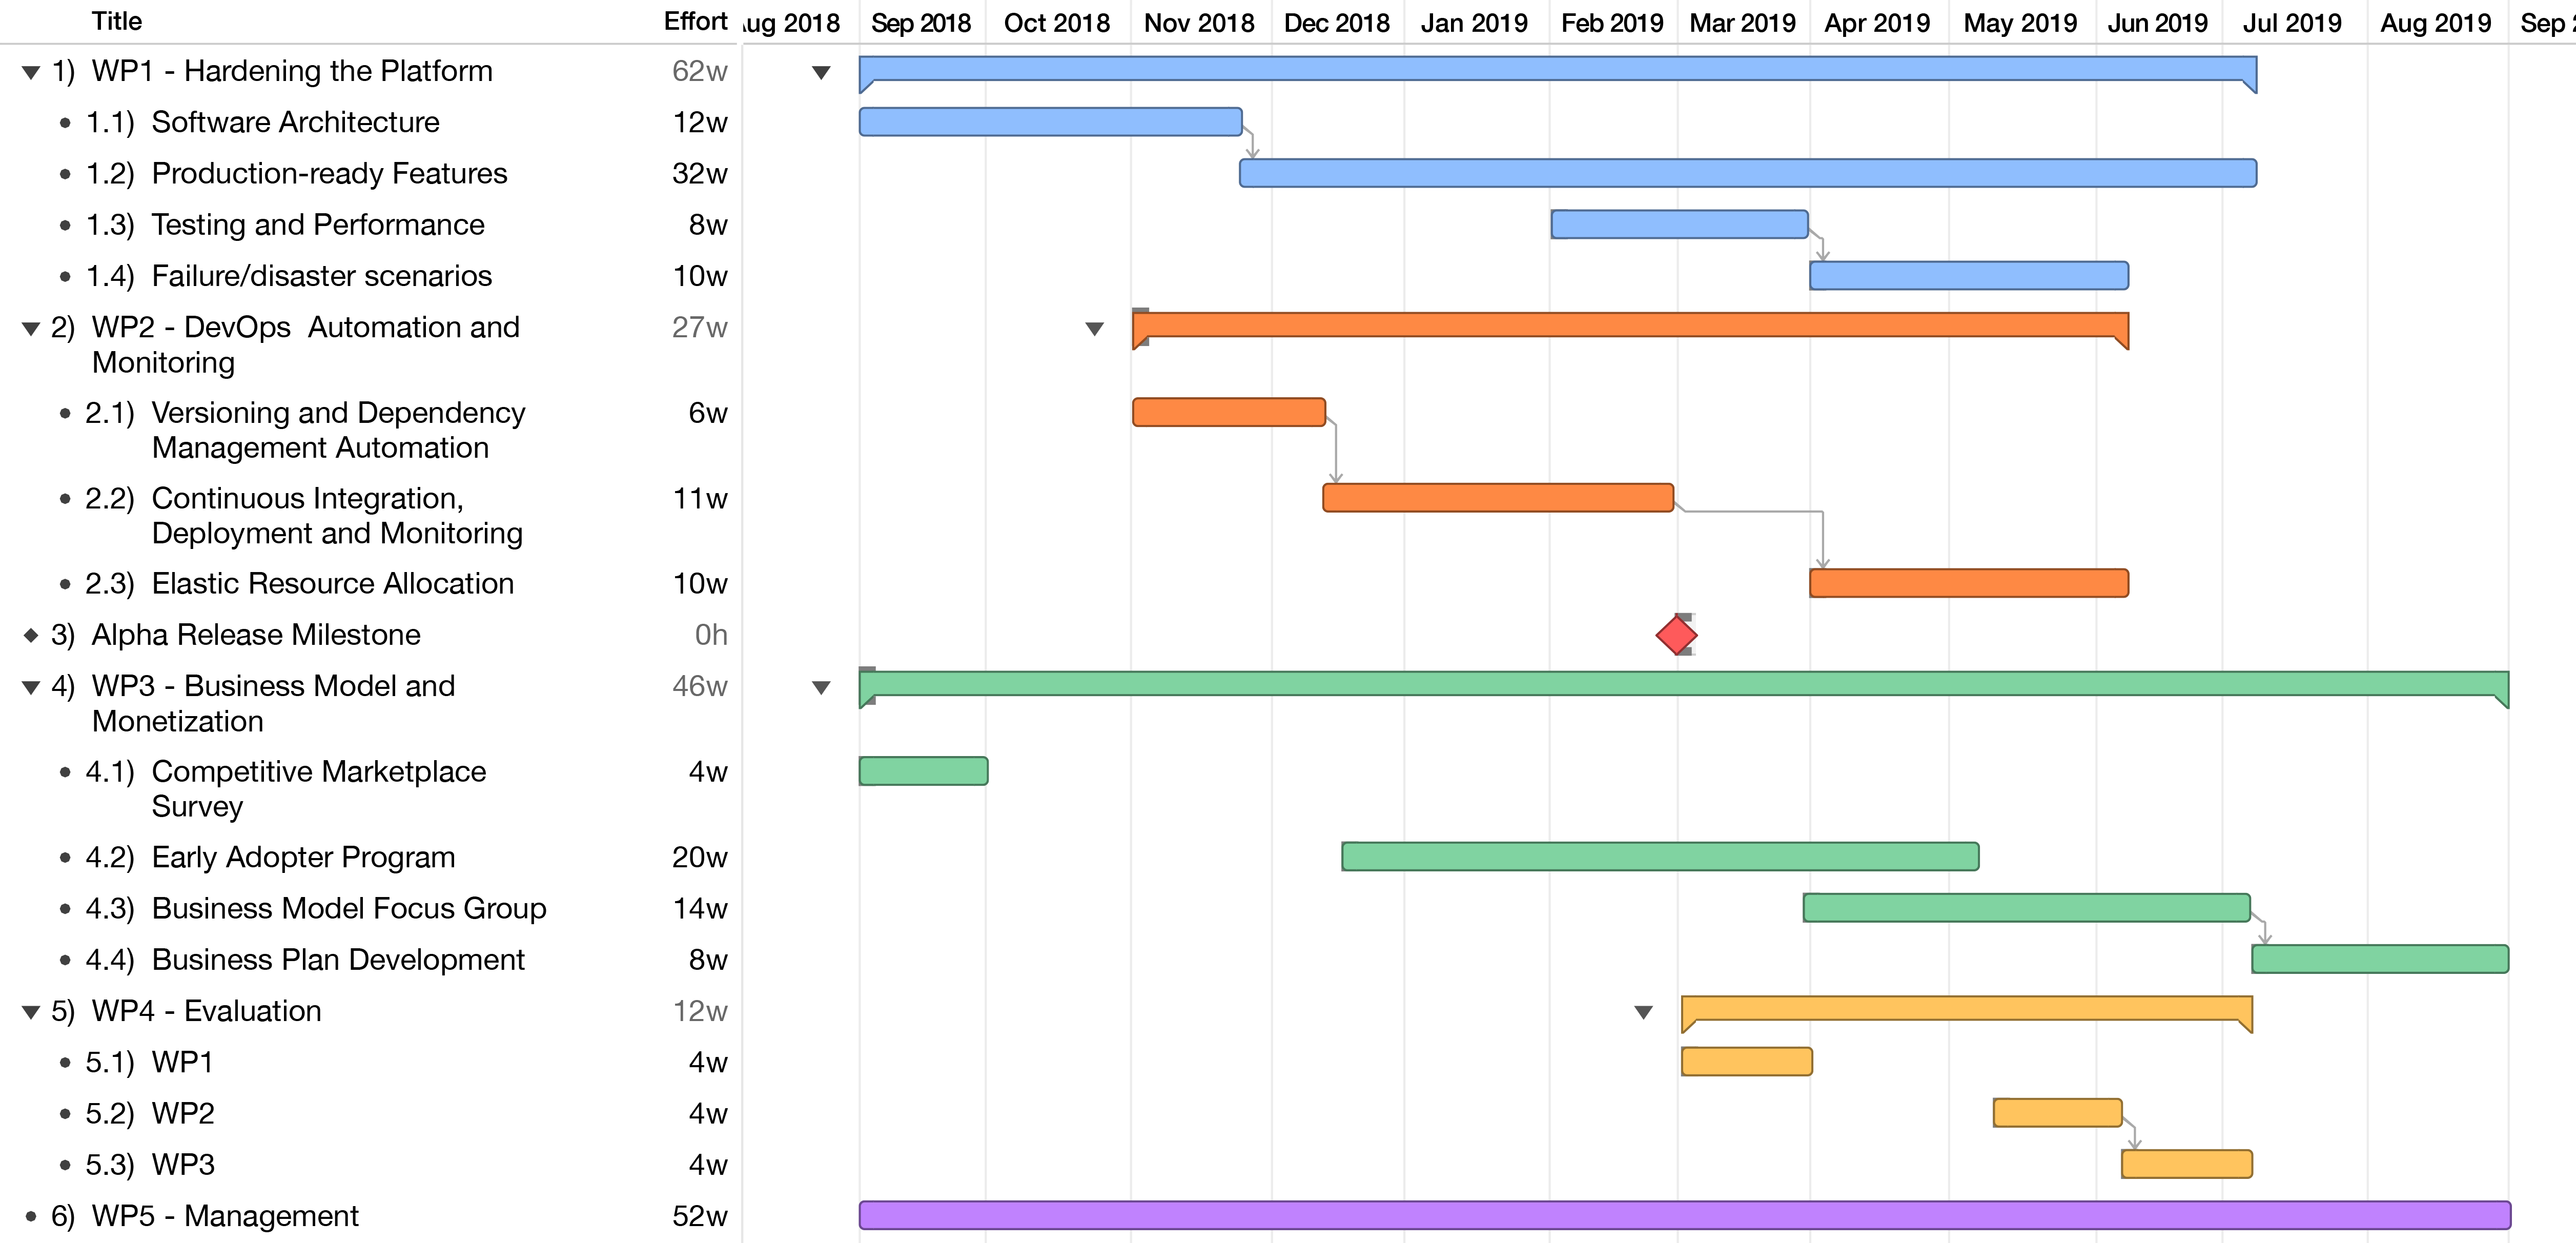 Title Effort Aug 2018 Sep 2018 Oct 2018 Nov 2018 Dec 2018 Jan 2019 Feb 2019 Mar 2019 Apr 2019 May 2019 Jun 2019 Jul 2019 Aug 2019 Sep
1) WP1 - Hardening the Platform 62w
1.1) Software Architecture 12w
1.2) Production-ready Features 32w
1.3) Testing and Performance 8w
1.4) Failure/disaster scenarios 10w
2) WP2 - DevOps  Automation and 27w
Monitoring
2.1) Versioning and Dependency 6w
Management Automation
2.2) Continuous Integration, 11w
Deployment and Monitoring
2.3) Elastic Resource Allocation 10w
3) Alpha Release Milestone 0h
4) WP3 - Business Model and 46w
Monetization
4.1) Competitive Marketplace 4w
Survey
4.2) Early Adopter Program 20w
4.3) Business Model Focus Group 14w
4.4) Business Plan Development 8w
5) WP4 - Evaluation 12w
5.1) WP1 4w
5.2) WP2 4w
5.3) WP3 4w
6) WP5 - Management 52w